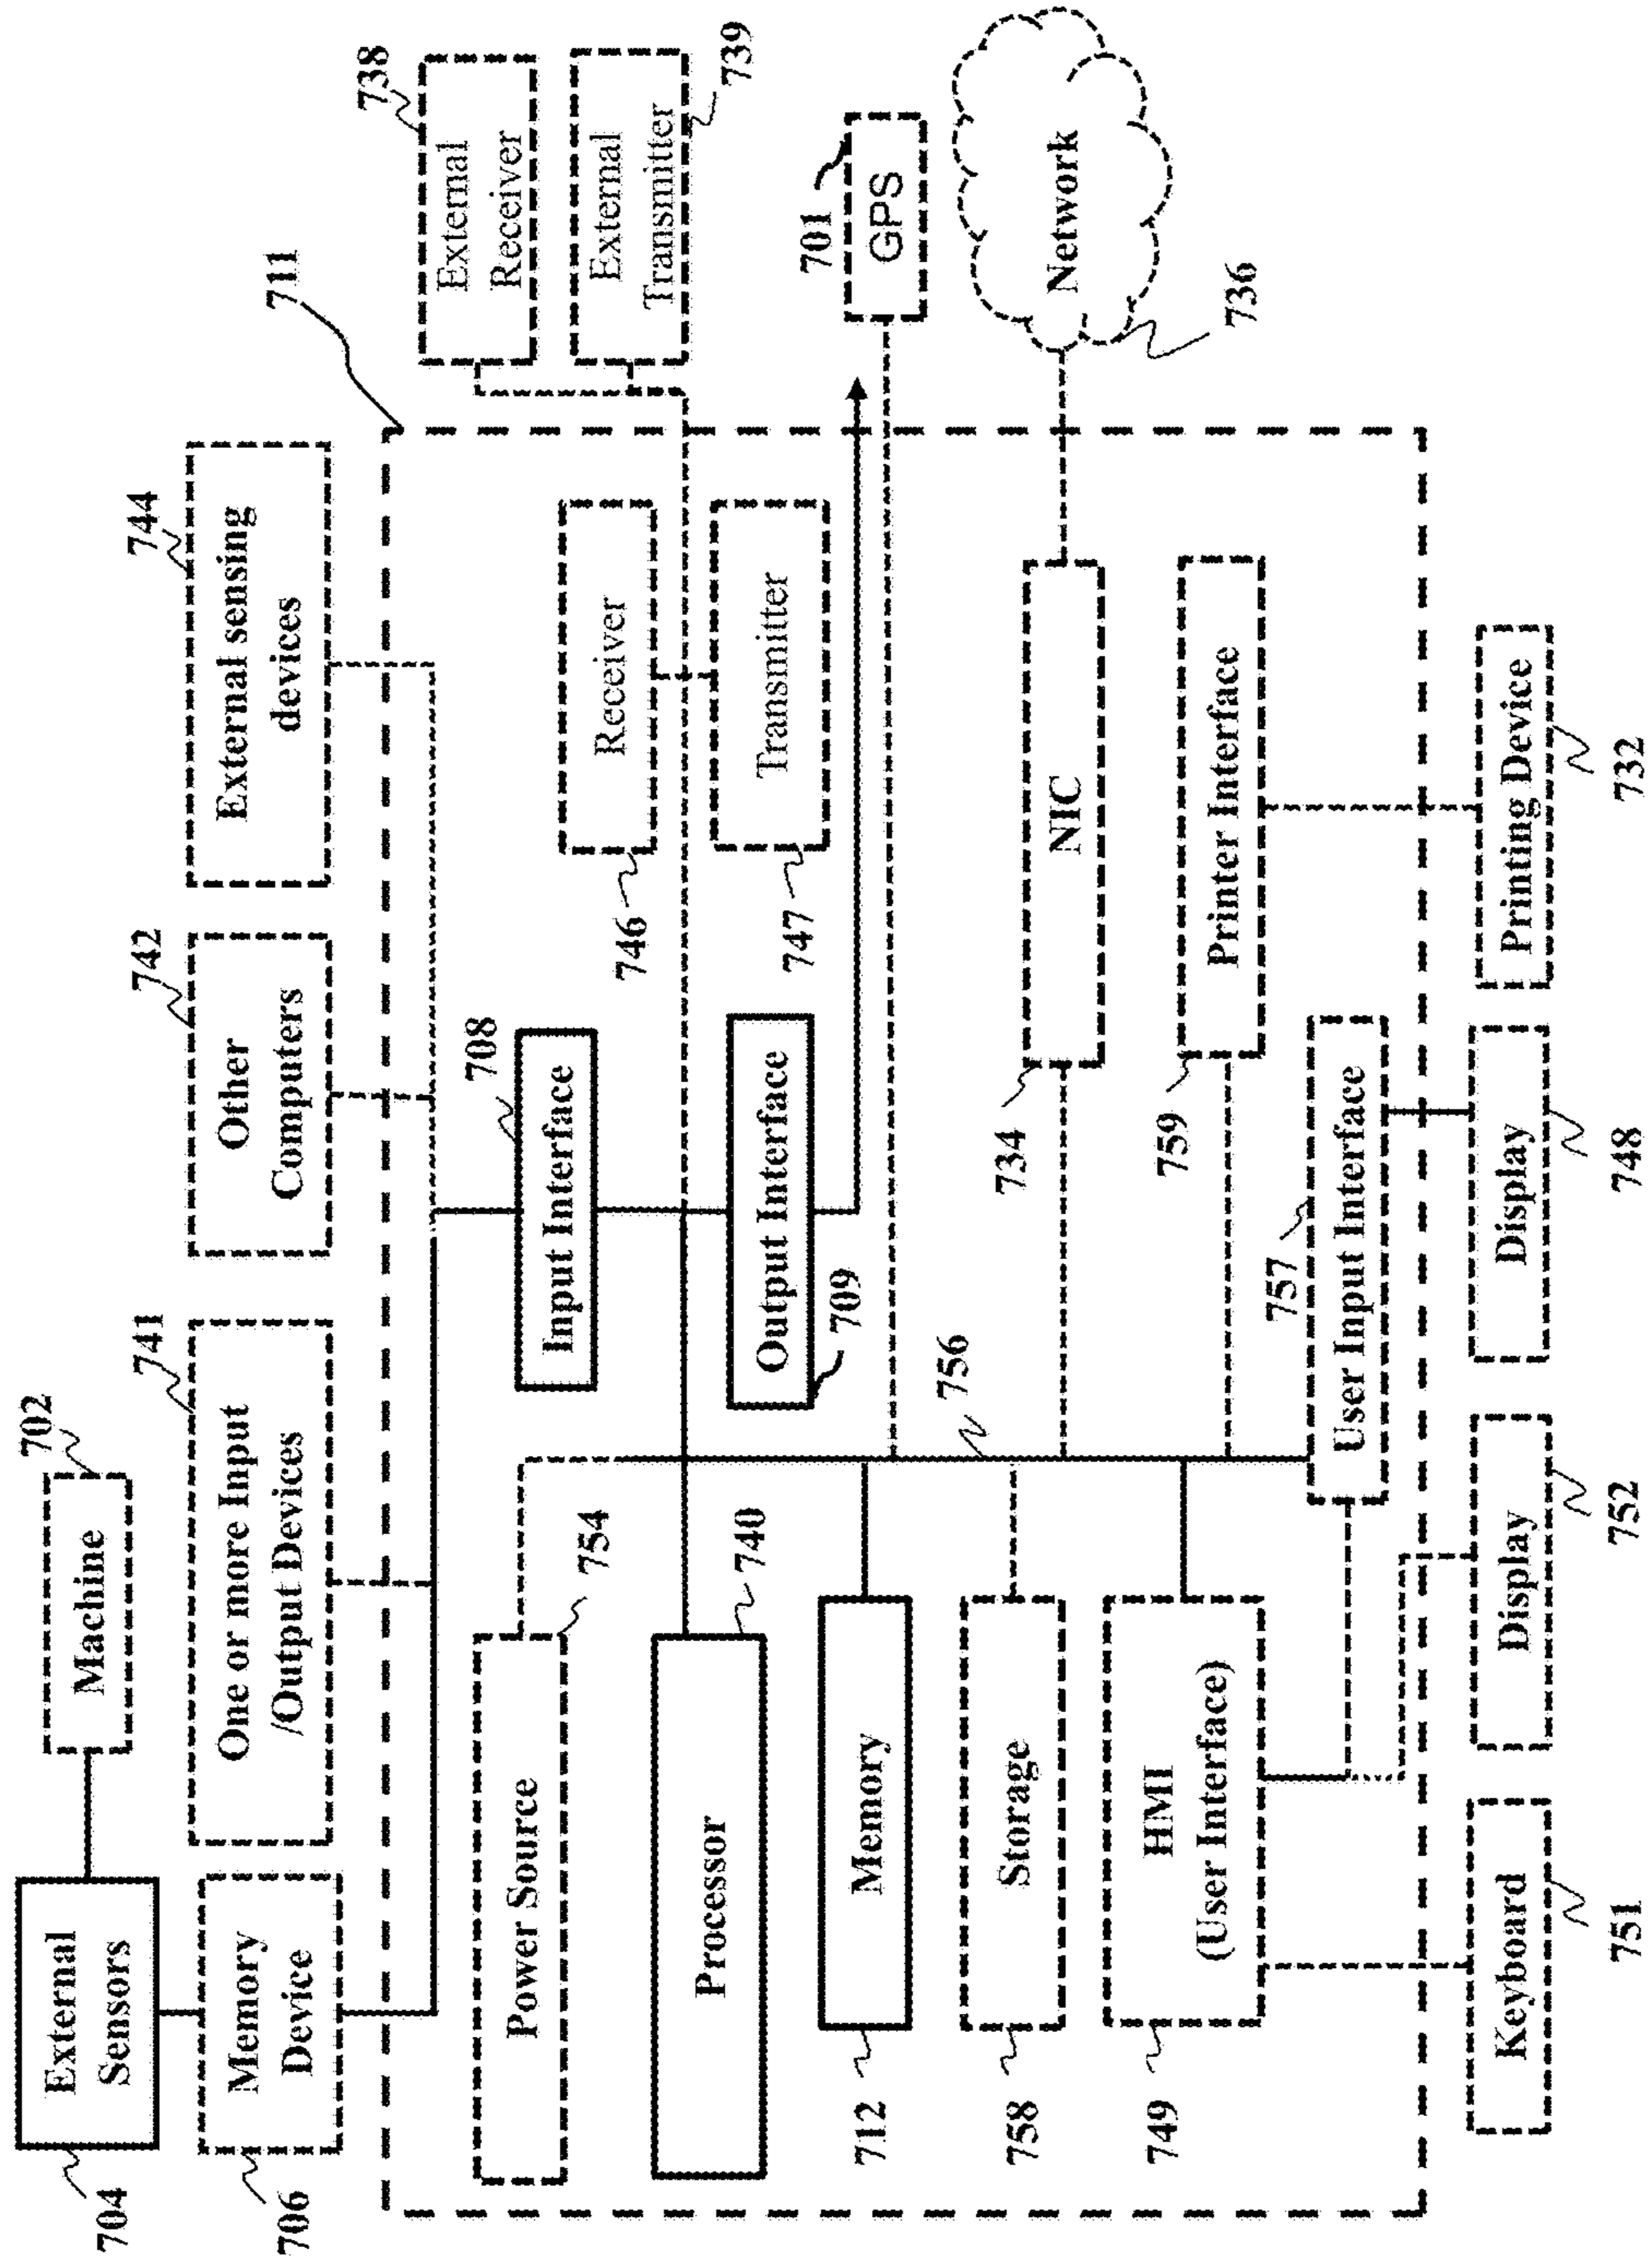 702
Machine
External
Sensors
704
741
One or more Input
/Output Devices
742
Other
Computers
744
External sensing
devices
Memory
Device
706
711
738
External
Receiver
External
Transmitter
739
Power Source
754
708
Input Interface
Receiver
746
Processor
740
Output Interface
709
Transmitter
747
701
GPS
Memory
712
756
Storage
758
734
NIC
Network
736
HMI
(User Interface)
749
759
Printer Interface
757
User Input Interface
Keyboard
751
Display
752
Display
748
Printing Device
732